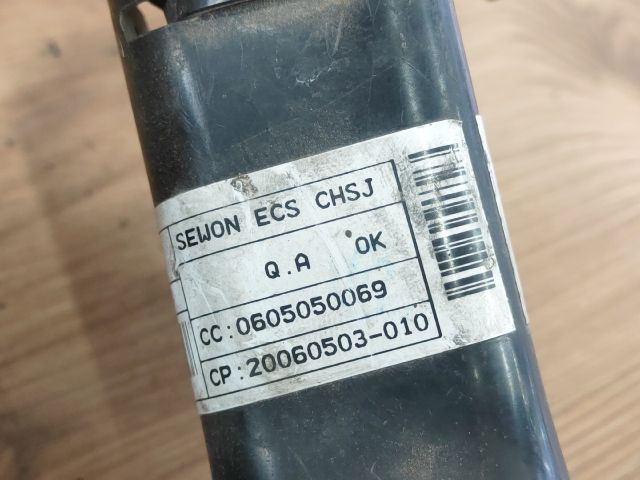 SEWON ECS CHSJ
Q.A OK
CC:0605050069
CP:20060503-010